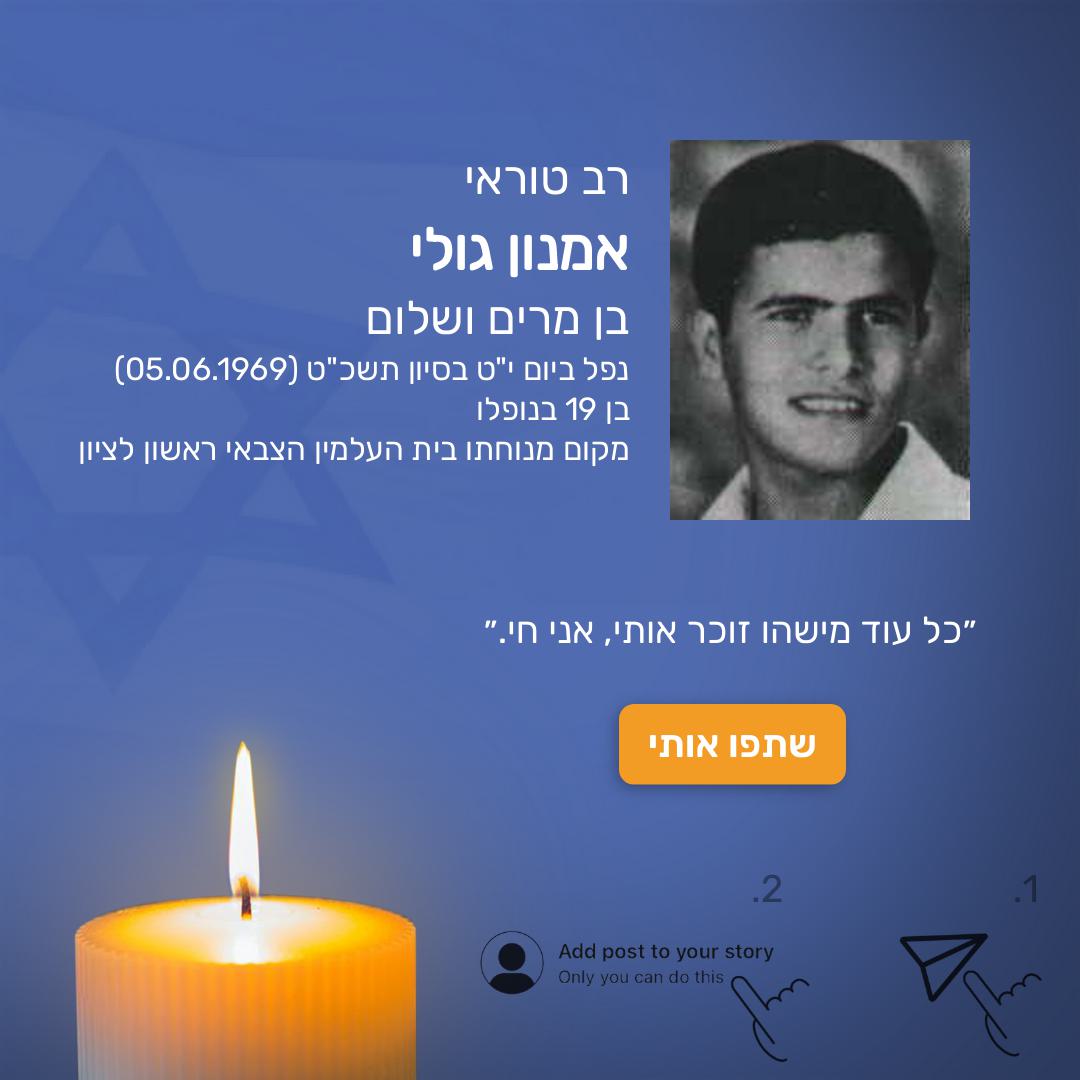 רב טוראי
אמנון גולי
בן מרים ושלום
נפל ביום י"ט בסיון תשכ"ט (05.06.1969)
בן 19 בנופלו
מקום מנוחתו בית העלמין הצבאי ראשון לציון
״כל עוד מישהו זוכר אותי, אני חי.״
שתפו אותי
1.
2.
Add post to your story
Only you can do this